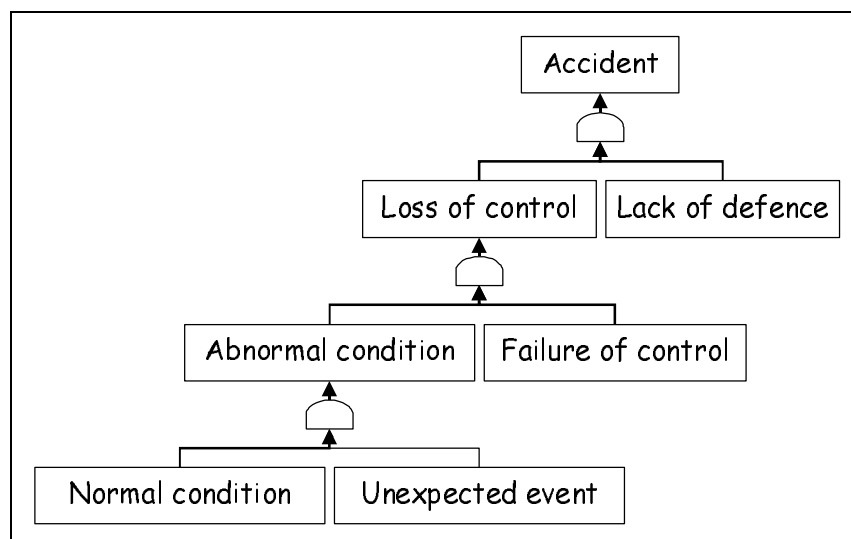 Accident
Loss of control
Lack of defence
Abnormal condition
Failure of control
Normal condition
Unexpected event